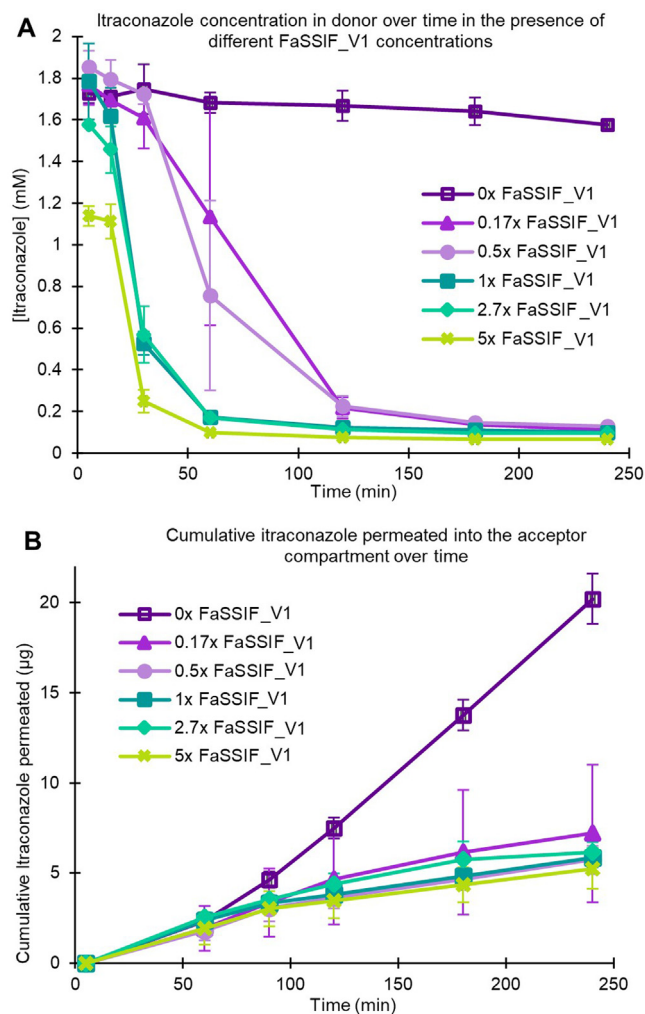 A
Itraconazole concentration in donor over time in the presence of
different FaSSIF_V1 concentrations
[Itraconazole] (mM)
2
1.8
1.6
1.4
1.2
1
0.8
0.6
0.4
0.2
0
0x FaSSIF_V1
0.17x FaSSIF_V1
0.5x FaSSIF_V1
1x FaSSIF_V1
2.7x FaSSIF_V1
5x FaSSIF_V1
0 50 100 150 200 250
Time (min)
B
Cumulative itraconazole permeated into the acceptor
compartment over time
Cumulative Itraconazole permeated (µg)
20
15
10
5
0
0x FaSSIF_V1
0.17x FaSSIF_V1
0.5x FaSSIF_V1
1x FaSSIF_V1
2.7x FaSSIF_V1
5x FaSSIF_V1
0 50 100 150 200 250
Time (min)